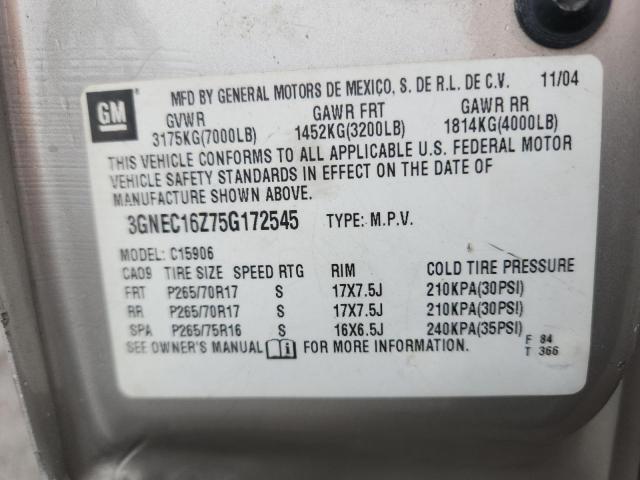 GM
MFD BY GENERAL MOTORS DE MEXICO, S. DE R.L. DE C.V. 11/04
GVWR GAWR FRT GAWR RR
3175KG(7000LB) 1452KG(3200LB) 1814KG(4000LB)
THIS VEHICLE CONFORMS TO ALL APPLICABLE U.S. FEDERAL MOTOR
VEHICLE SAFETY STANDARDS IN EFFECT ON THE DATE OF
MANUFACTURE SHOWN ABOVE.
3GNEC16Z75G172545 TYPE: M.P.V.
MODEL: C15906
CA09 TIRE SIZE SPEED RTG RIM COLD TIRE PRESSURE
FRT P265/70R17 S 17X7.5J 210KPA(30PSI)
RR P265/70R17 S 17X7.5J 210KPA(30PSI)
SPA P265/75R16 S 16X6.5J 240KPA(35PSI)
SEE OWNER'S MANUAL FOR MORE INFORMATION. F 84
T 366